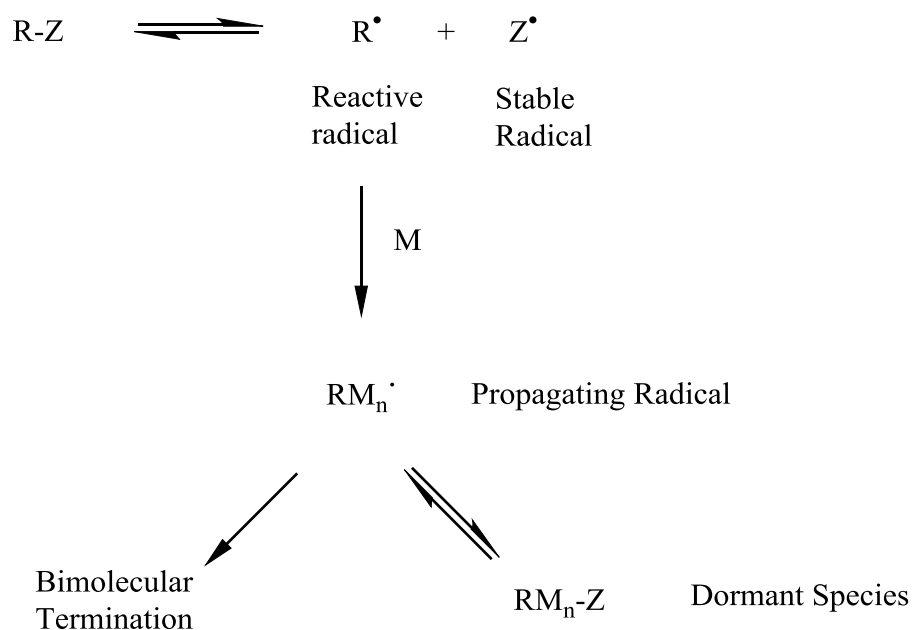 R-Z R• + Z•
Reactive radical
Stable Radical
M
RMn· Propagating Radical
Bimolecular Termination
RMn-Z Dormant Species